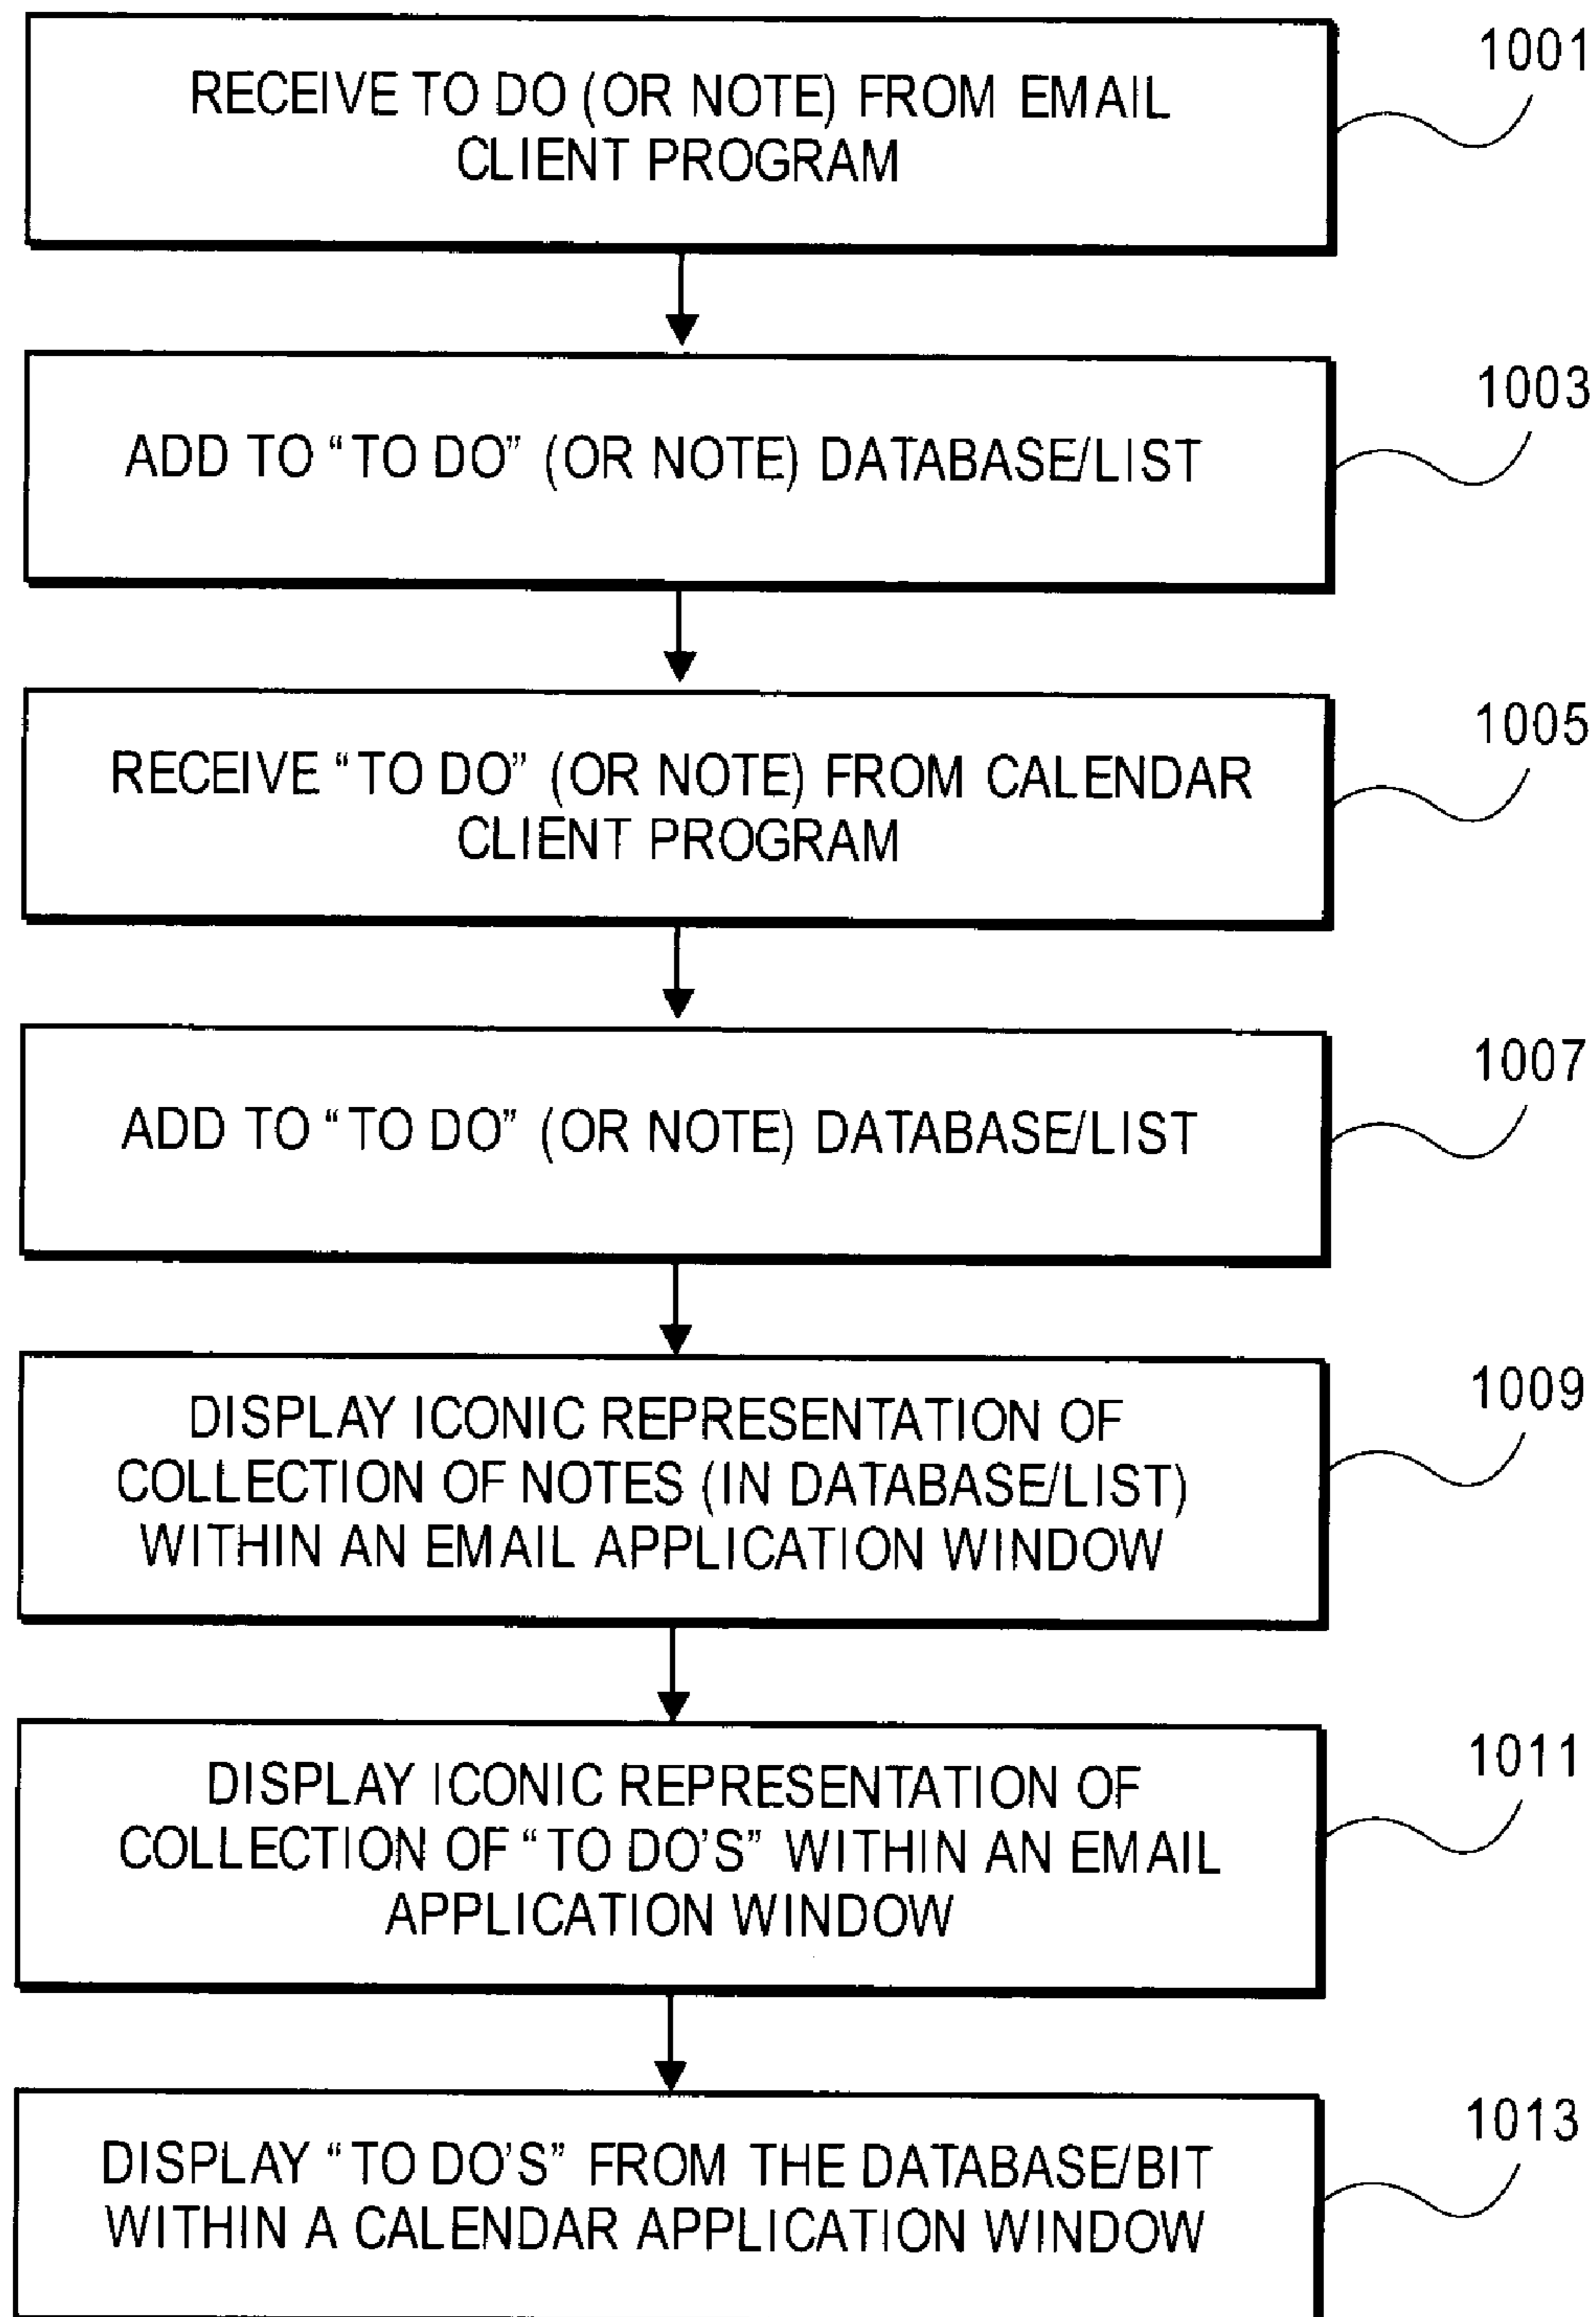 RECEIVE TO DO (OR NOTE) FROM EMAIL
CLIENT PROGRAM
1001
ADD TO “TO DO” (OR NOTE) DATABASE/LIST
1003
RECEIVE “TO DO” (OR NOTE) FROM CALENDAR
CLIENT PROGRAM
1005
ADD TO “TO DO” (OR NOTE) DATABASE/LIST
1007
DISPLAY ICONIC REPRESENTATION OF
COLLECTION OF NOTES (IN DATABASE/LIST)
WITHIN AN EMAIL APPLICATION WINDOW
1009
DISPLAY ICONIC REPRESENTATION OF
COLLECTION OF “TO DO’S” WITHIN AN EMAIL
APPLICATION WINDOW
1011
DISPLAY “TO DO’S” FROM THE DATABASE/BIT
WITHIN A CALENDAR APPLICATION WINDOW
1013